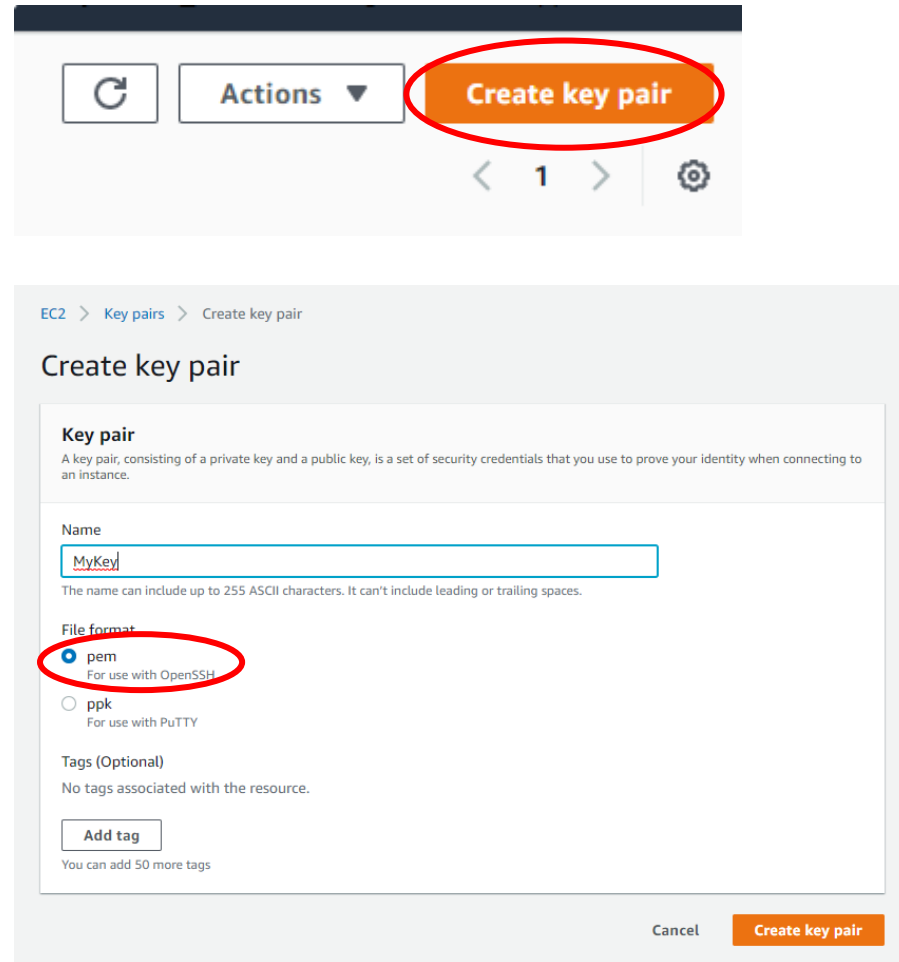 Actions
Create key pair
1
EC2 > Key pairs > Create key pair
Create key pair
Key pair
A key pair, consisting of a private key and a public key, is a set of security credentials that you use to prove your identity when connecting to
an instance.
Name
MyKey
The name can include up to 255 ASCII characters. It can't include leading or trailing spaces.
File format
pem
For use with OpenSSH
ppk
For use with PuTTY
Tags (Optional)
No tags associated with the resource.
Add tag
You can add 50 more tags
Cancel
Create key pair